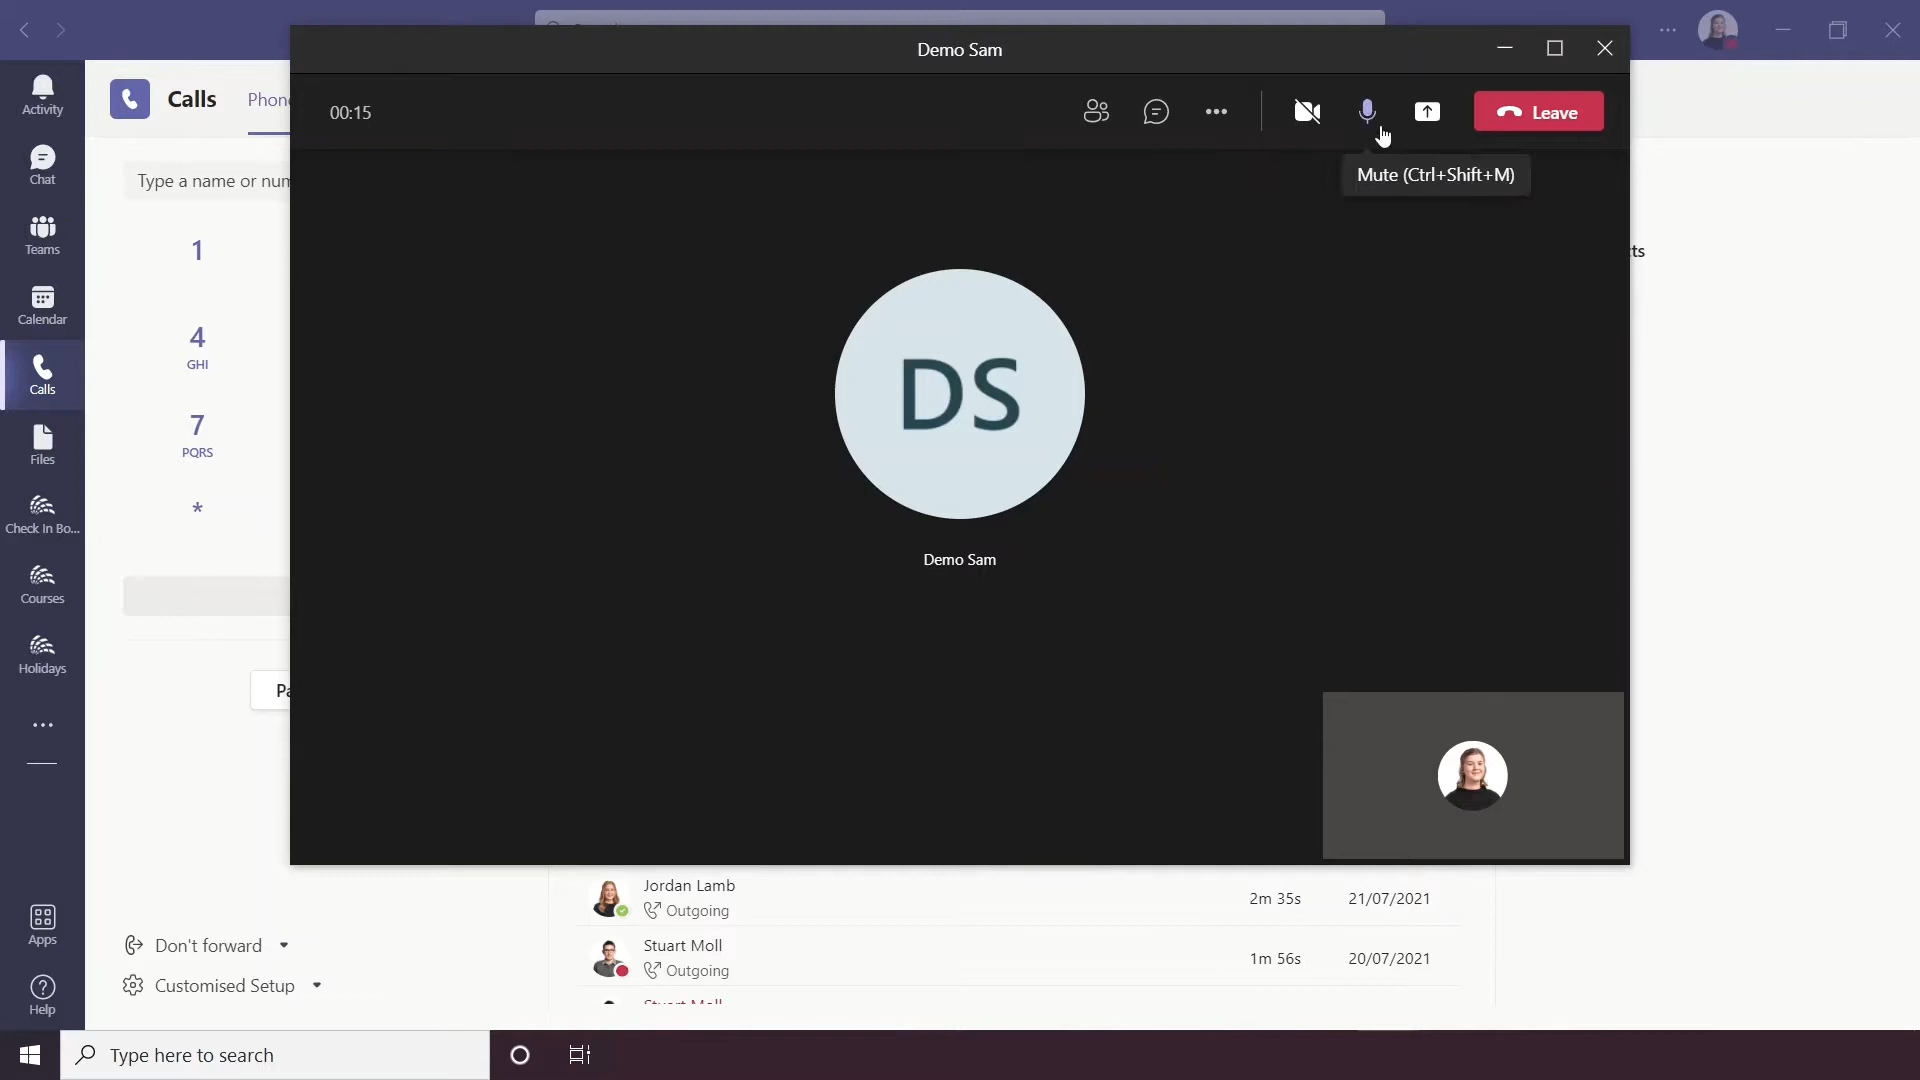 Demo Sam
Activity
Calls
Phon
00:15
Leave
Chat
Type a name or num
Mute (Ctrl+Shift+M)
Teams
1
ts
Calendar
4
GHI
Calls
DS
7
PQRS
Files
*
Check In Bo...
Demo Sam
Courses
Holidays
Pa
Jordan Lamb
Outgoing
2m 35s
21/07/2021
Apps
Don't forward
Stuart Moll
Outgoing
1m 56s
20/07/2021
Customised Setup
Help
Type here to search